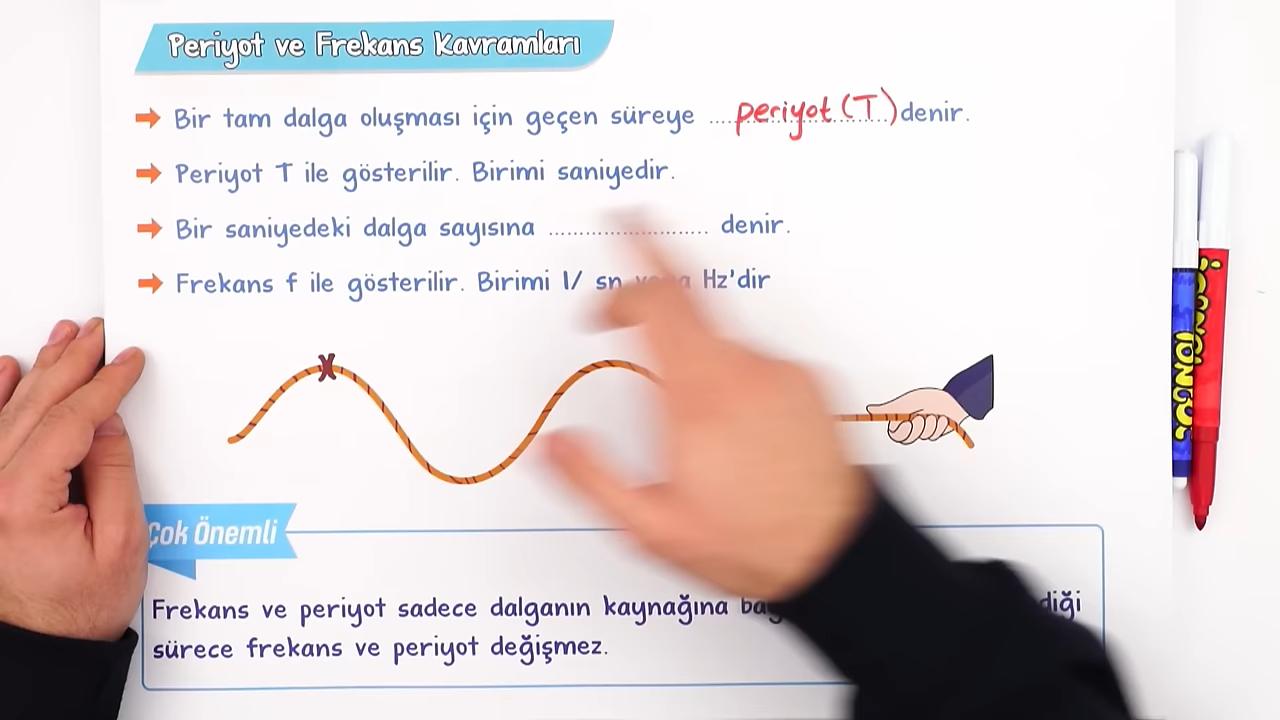 Periyot ve Frekans Kavramları
Bir tam dalga oluşması için geçen süreye ....periyot (T) denir.
Periyot T ile gösterilir. Birimi saniyedir.
Bir saniyedeki dalga sayısına .......................... denir.
Frekans f ile gösterilir. Birimi 1/ sn Hz'dir
Çok Önemli
Frekans ve periyot sadece dalganın kaynağına
sürece frekans ve periyot değişmez.